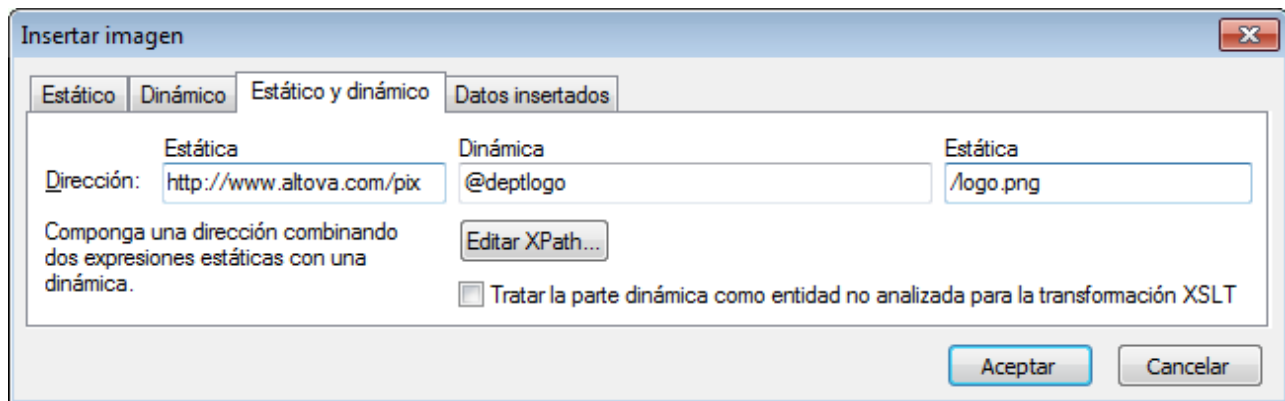 Insertar imagen
Estático Dinámico Estático y dinámico Datos insertados
Estática Dinámica Estática
Dirección: http://www.altova.com/pix @deptlogo /logo.png
Componga una dirección combinando
dos expresiones estáticas con una
dinámica.
Editar XPath...
Tratar la parte dinámica como entidad no analizada para la transformación XSLT
Aceptar Cancelar